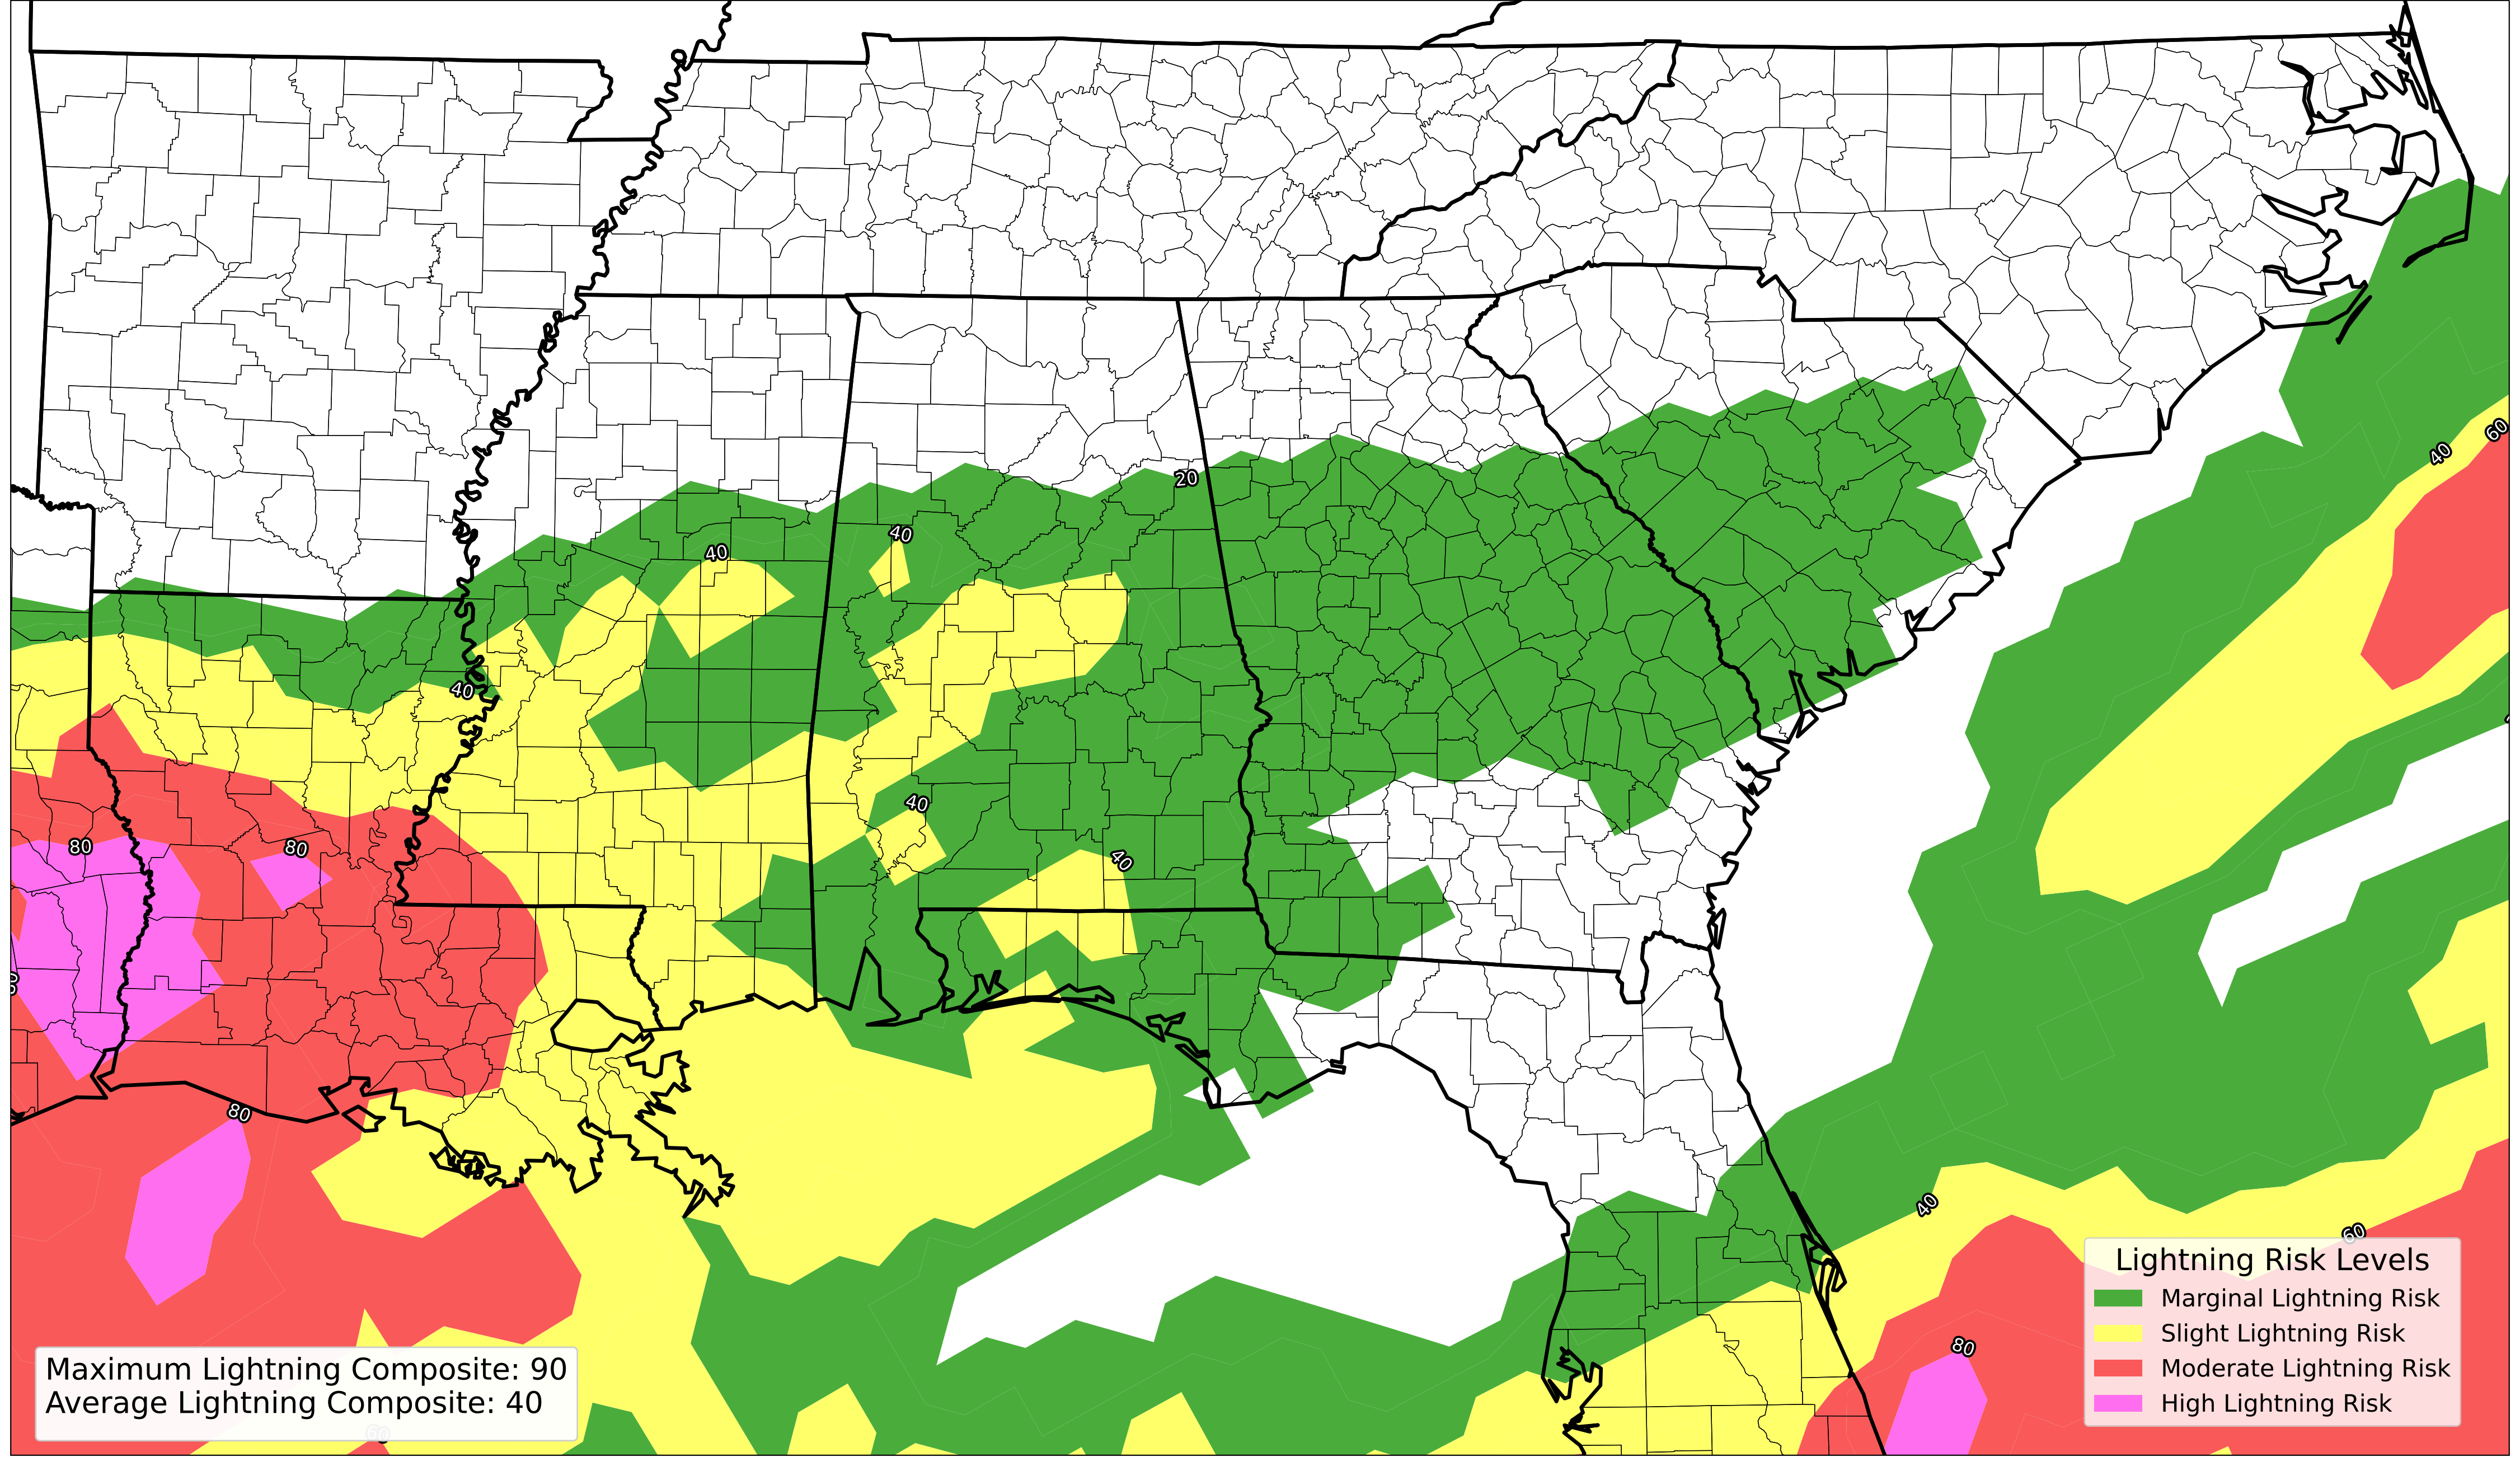 60
40
20
40
40
40
80
80
40
40
80
40
60
Lightning Risk Levels
Marginal Lightning Risk
Slight Lightning Risk
Moderate Lightning Risk
High Lightning Risk
80
Maximum Lightning Composite: 90
Average Lightning Composite: 40
60